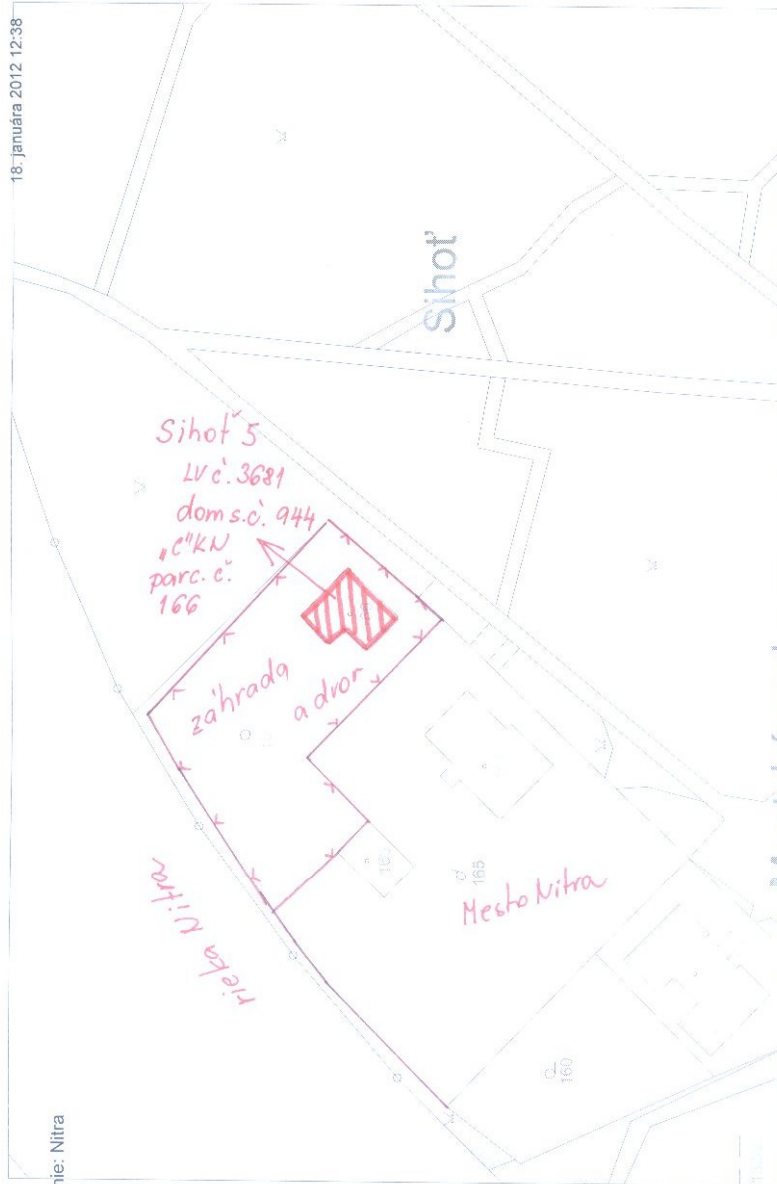 18. januára 2012 12:38
Sihoť
Sihoť 5
LV č. 3681
dom s.č. 944
„C“KN
parc. č.
166
záhrada
a dvor
rieka Nitra
165
Mesto Nitra
160
nie: Nitra